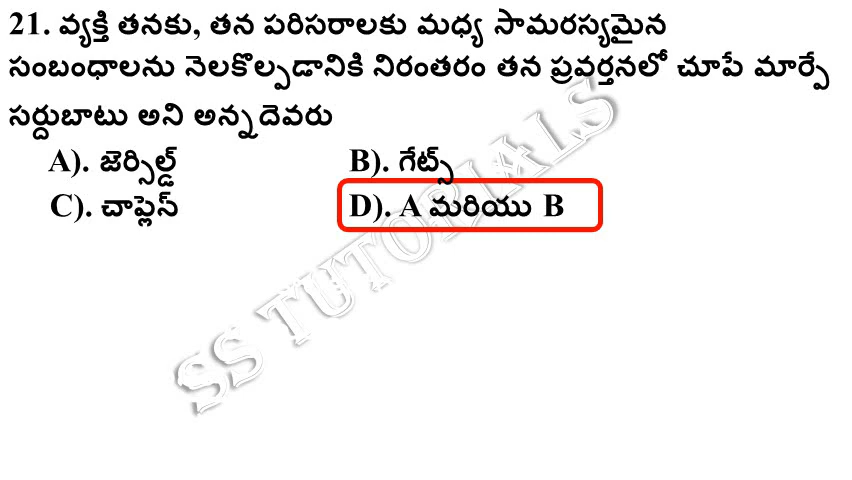 21. వ్యక్తి తనకు, తన పరిసరాలకు మధ్య సామరస్యమైన
సంబంధాలను నెలకొల్పడానికి నిరంతరం తన ప్రవర్తనలో చూపే మార్పే
సర్దుబాటు అని అన్నదెవరు
A). జెర్సిల్డ్ B). గేట్స్
C). చాప్లెన్ D). A మరియు B
SS TUTORIALS